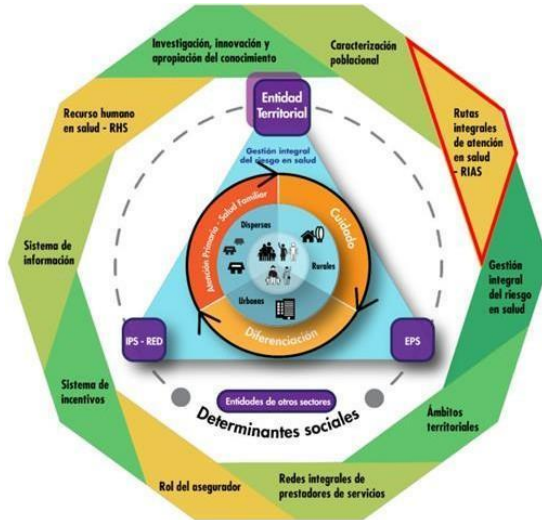 Investigación, innovación y
apropiación del conocimiento
Caracterización
poblacional
Rutas
integrales
de atención
en salud
- RIAS
Gestión
integral
del riesgo
en salud
Ámbitos
territoriales
Redes integrales de
prestadores de servicios
Rol del asegurador
Sistema de
incentivos
Sistema de
información
Recurso humano
en salud - RHS
Entidad
Territorial
Gestión integral
del riesgo en salud
Atención Primaria - Salud Familiar
Cuidado
Diferenciación
Dispersas
Rurales
Urbanas
IPS - RED
EPS
Entidades de otros sectores
Determinantes sociales